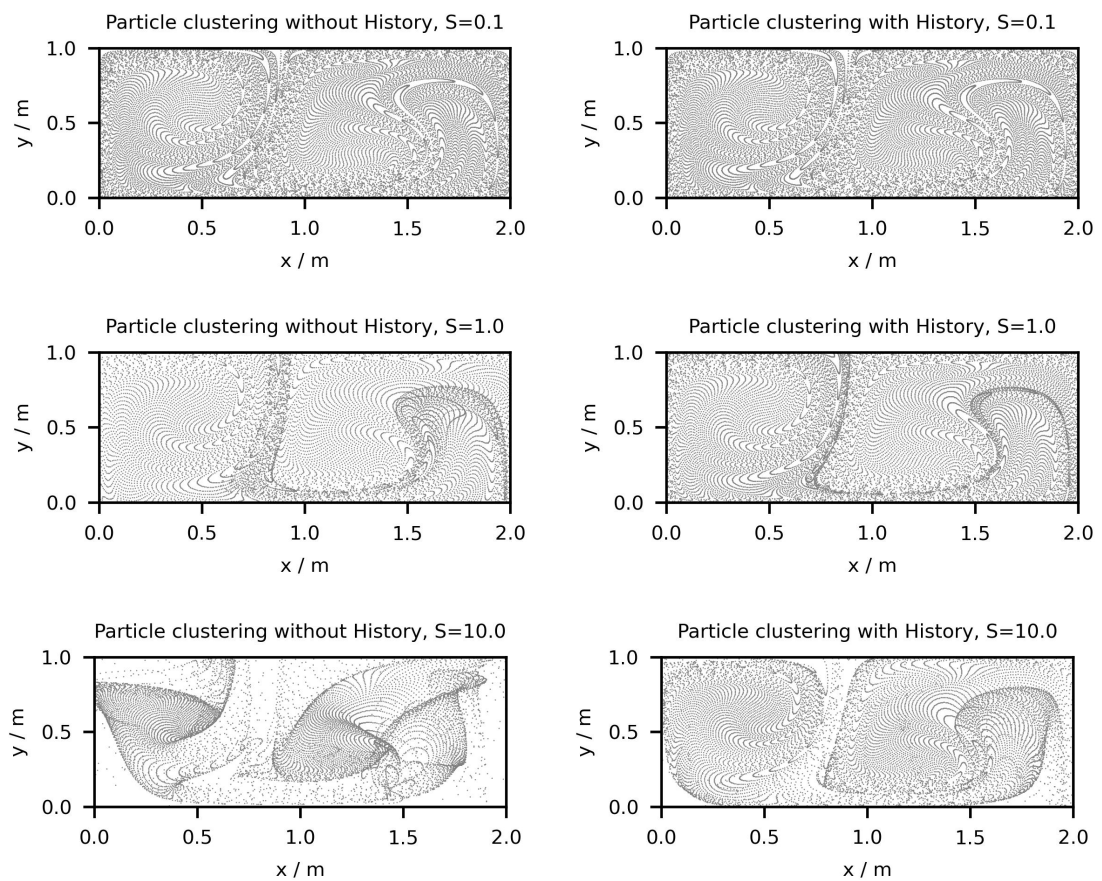 Particle clustering without History, S=0.1
1.0
0.5
0.0
y / m
0.0 0.5 1.0 1.5 2.0
x / m
Particle clustering with History, S=0.1
1.0
0.5
0.0
y / m
0.0 0.5 1.0 1.5 2.0
x / m
Particle clustering without History, S=1.0
1.0
0.5
0.0
y / m
0.0 0.5 1.0 1.5 2.0
x / m
Particle clustering with History, S=1.0
1.0
0.5
0.0
y / m
0.0 0.5 1.0 1.5 2.0
x / m
Particle clustering without History, S=10.0
1.0
0.5
0.0
y / m
0.0 0.5 1.0 1.5 2.0
x / m
Particle clustering with History, S=10.0
1.0
0.5
0.0
y / m
0.0 0.5 1.0 1.5 2.0
x / m